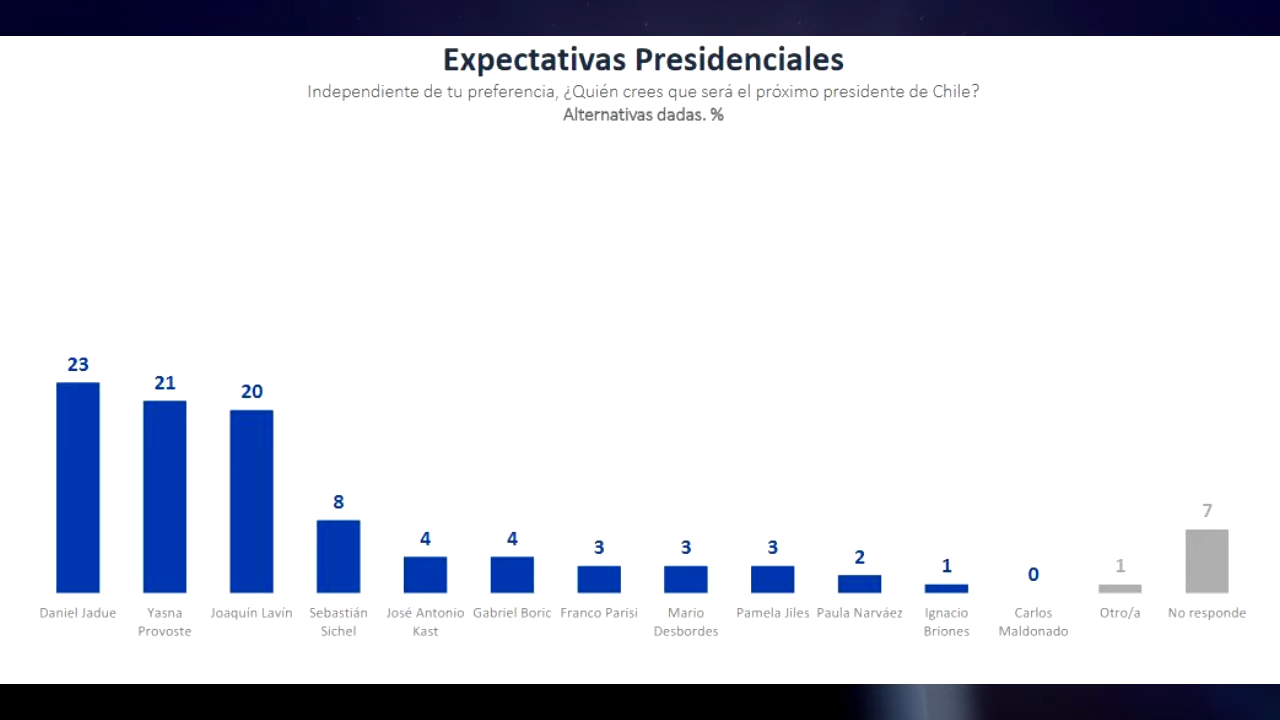 Expectativas Presidenciales
Independiente de tu preferencia, ¿Quién crees que será el próximo presidente de Chile?
Alternativas dadas. %
23
21
20
8
4
4
3
3
3
2
1
0
1
7
Daniel Jadue
Yasna
Provoste
Joaquín Lavín
Sebastián
Sichel
José Antonio
Kast
Gabriel Boric
Franco Parisi
Mario
Desbordes
Pamela Jiles
Paula Narváez
Ignacio
Briones
Carlos
Maldonado
Otro/a
No responde